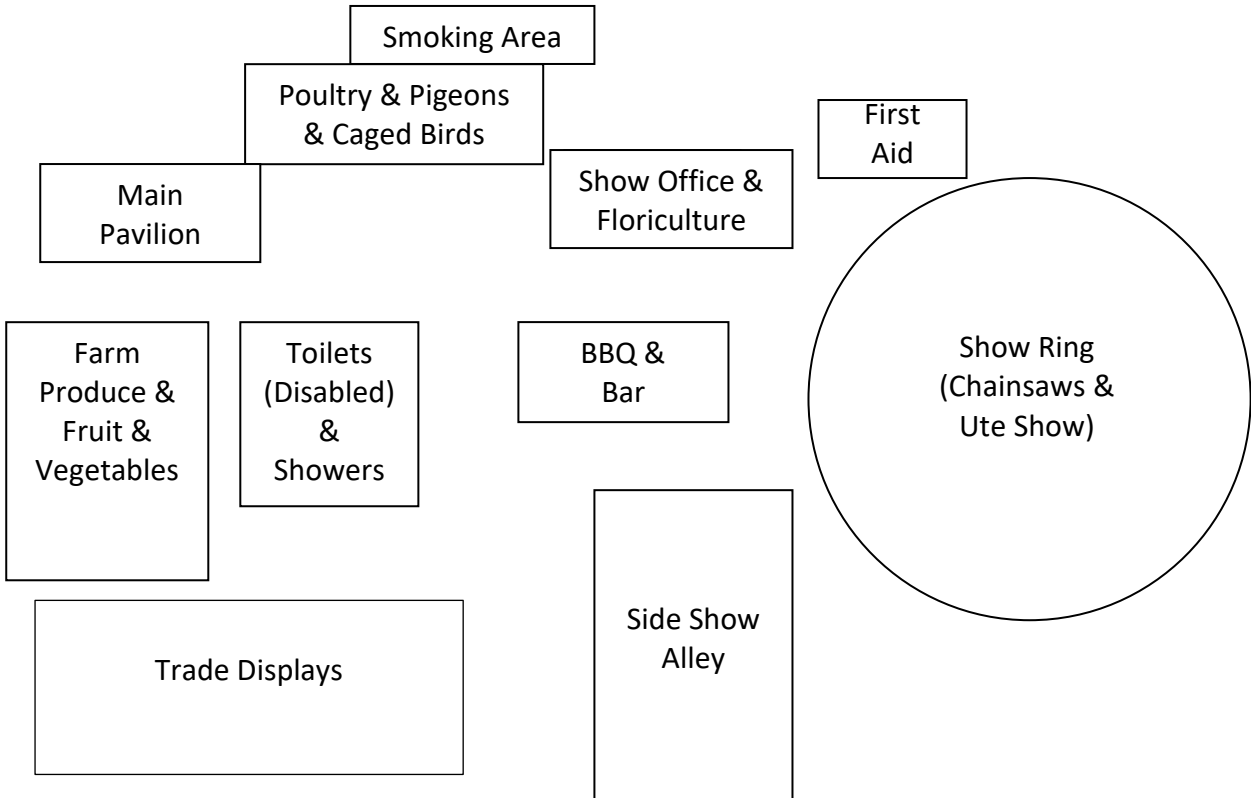 Smoking Area
Poultry & Pigeons
& Caged Birds
First
Aid
Main
Pavilion
Show Office &
Floriculture
Farm
Produce &
Fruit &
Vegetables
Toilets
(Disabled)
&
Showers
BBQ &
Bar
Show Ring
(Chainsaws &
Ute Show)
Trade Displays
Side Show
Alley